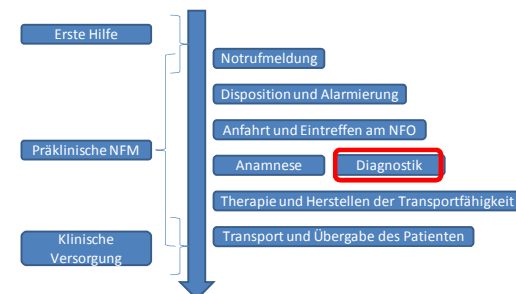 Erste Hilfe
Notrufmeldung
Disposition und Alarmierung
Anfahrt und Eintreffen am NFO
Präklinische NFM
Anamnese
Diagnostik
Therapie und Herstellen der Transportfähigkeit
Transport und Übergabe des Patienten
Klinische
Versorgung